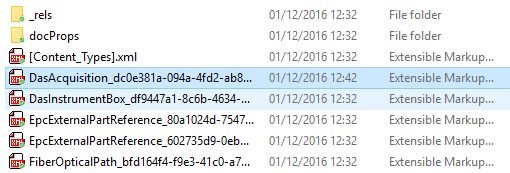 _rels 01/12/2016 12:32 File folder
docProps 01/12/2016 12:32 File folder
[Content_Types].xml 01/12/2016 12:32 Extensible Markup...
DasAcquisition_dc0e381a-094a-4fd2-ab8... 01/12/2016 12:42 Extensible Markup...
DasInstrumentBox_df9447a1-8c6b-4634-... 01/12/2016 12:32 Extensible Markup...
EpcExternalPartReference_80a1024d-7547... 01/12/2016 12:32 Extensible Markup...
EpcExternalPartReference_602735d9-0eb... 01/12/2016 12:32 Extensible Markup...
FiberOpticalPath_bfd164f4-f9e3-41c0-a7... 01/12/2016 12:32 Extensible Markup...